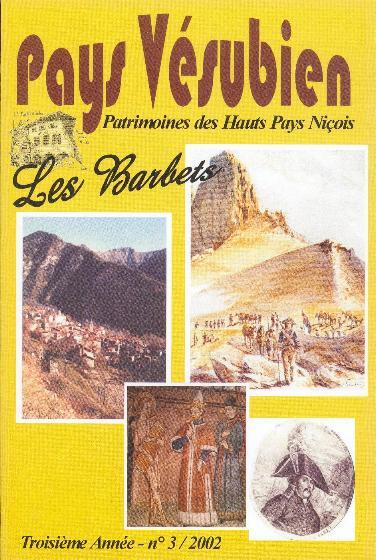 Pays Vésubien
Patrimoines des Hauts Pays Niçois
Les Barbets
Troisième Année - n° 3 / 2002